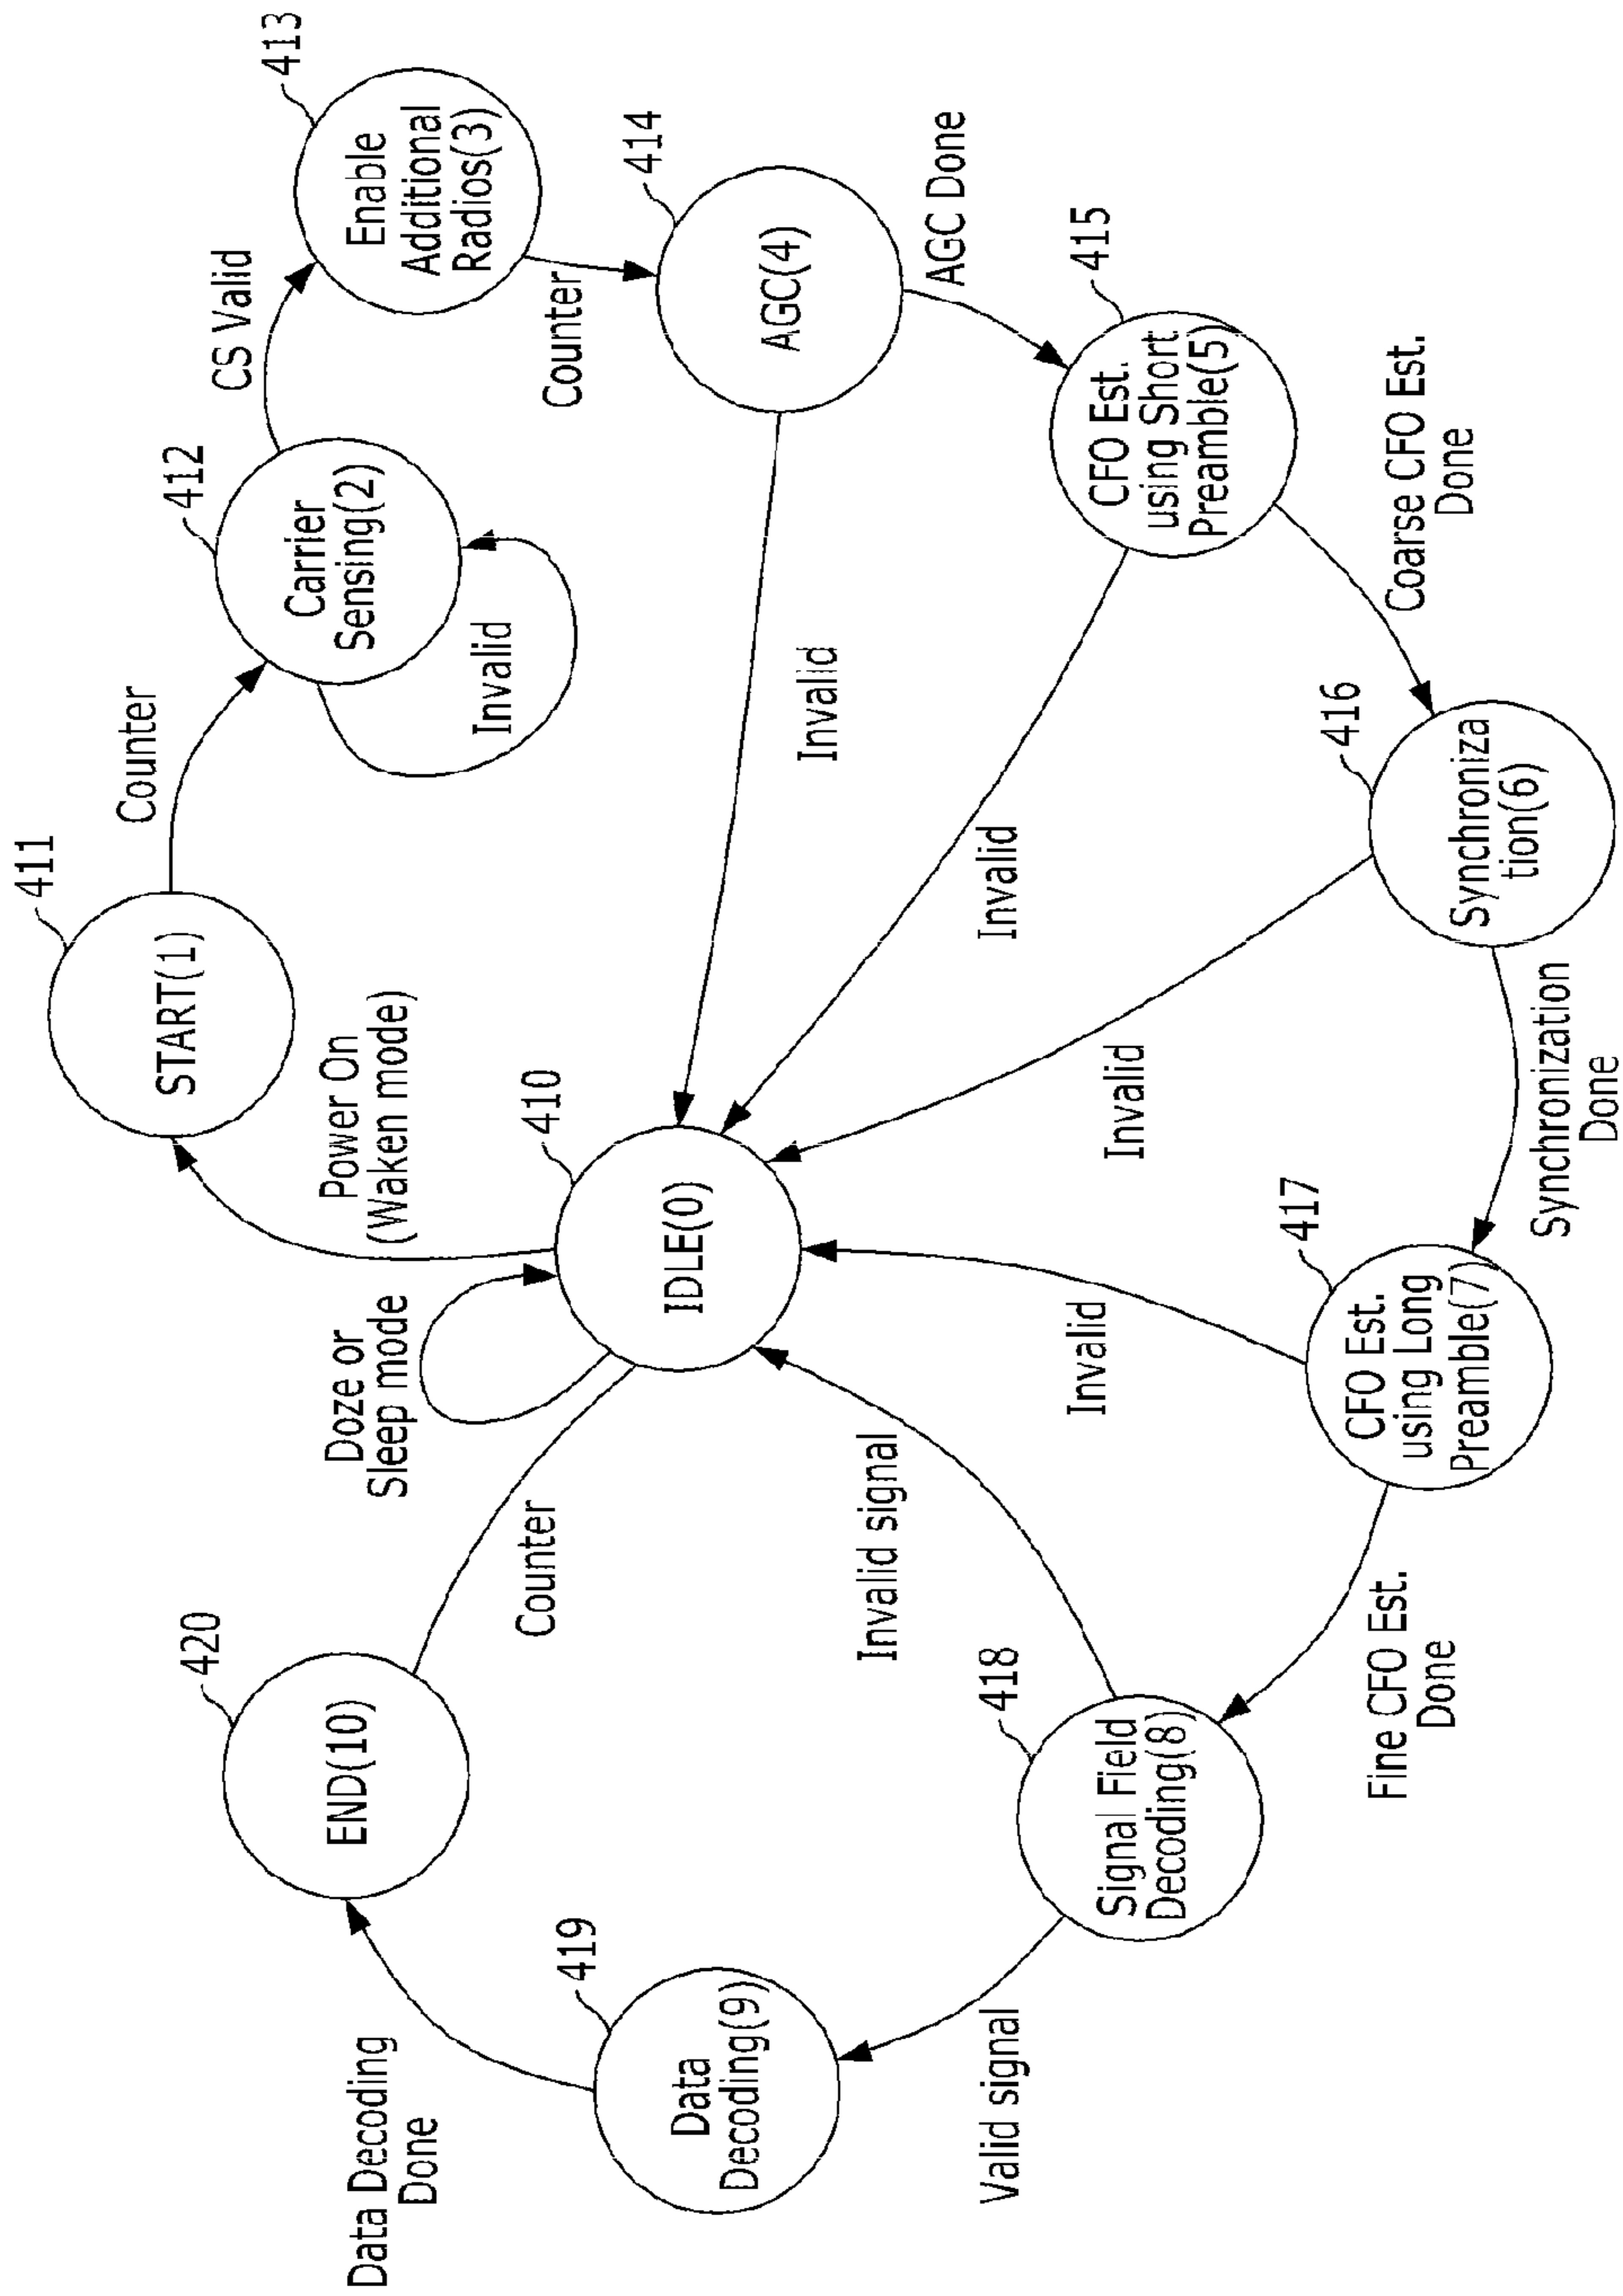 Data Decoding
Done
420
END(10)
419
Data
Decoding(9)
Valid signal
Counter
Doze or
Sleep mode
410
IDLE(0)
Power On
(Waken mode)
411
START(1)
Counter
412
Carrier
Sensing(2)
Invalid
CS Valid
413
Enable
Additional
Radios(3)
Counter
414
AGC(4)
AGC Done
Invalid
415
CFO Est.
using Short
Preamble(5)
Invalid
Coarse CFO Est.
Done
416
Synchroniza
tion(6)
Invalid
Synchronization
Done
417
CFO Est.
using Long
Preamble(7)
Invalid
Fine CFO Est.
Done
418
Signal Field
Decoding(8)
Invalid signal